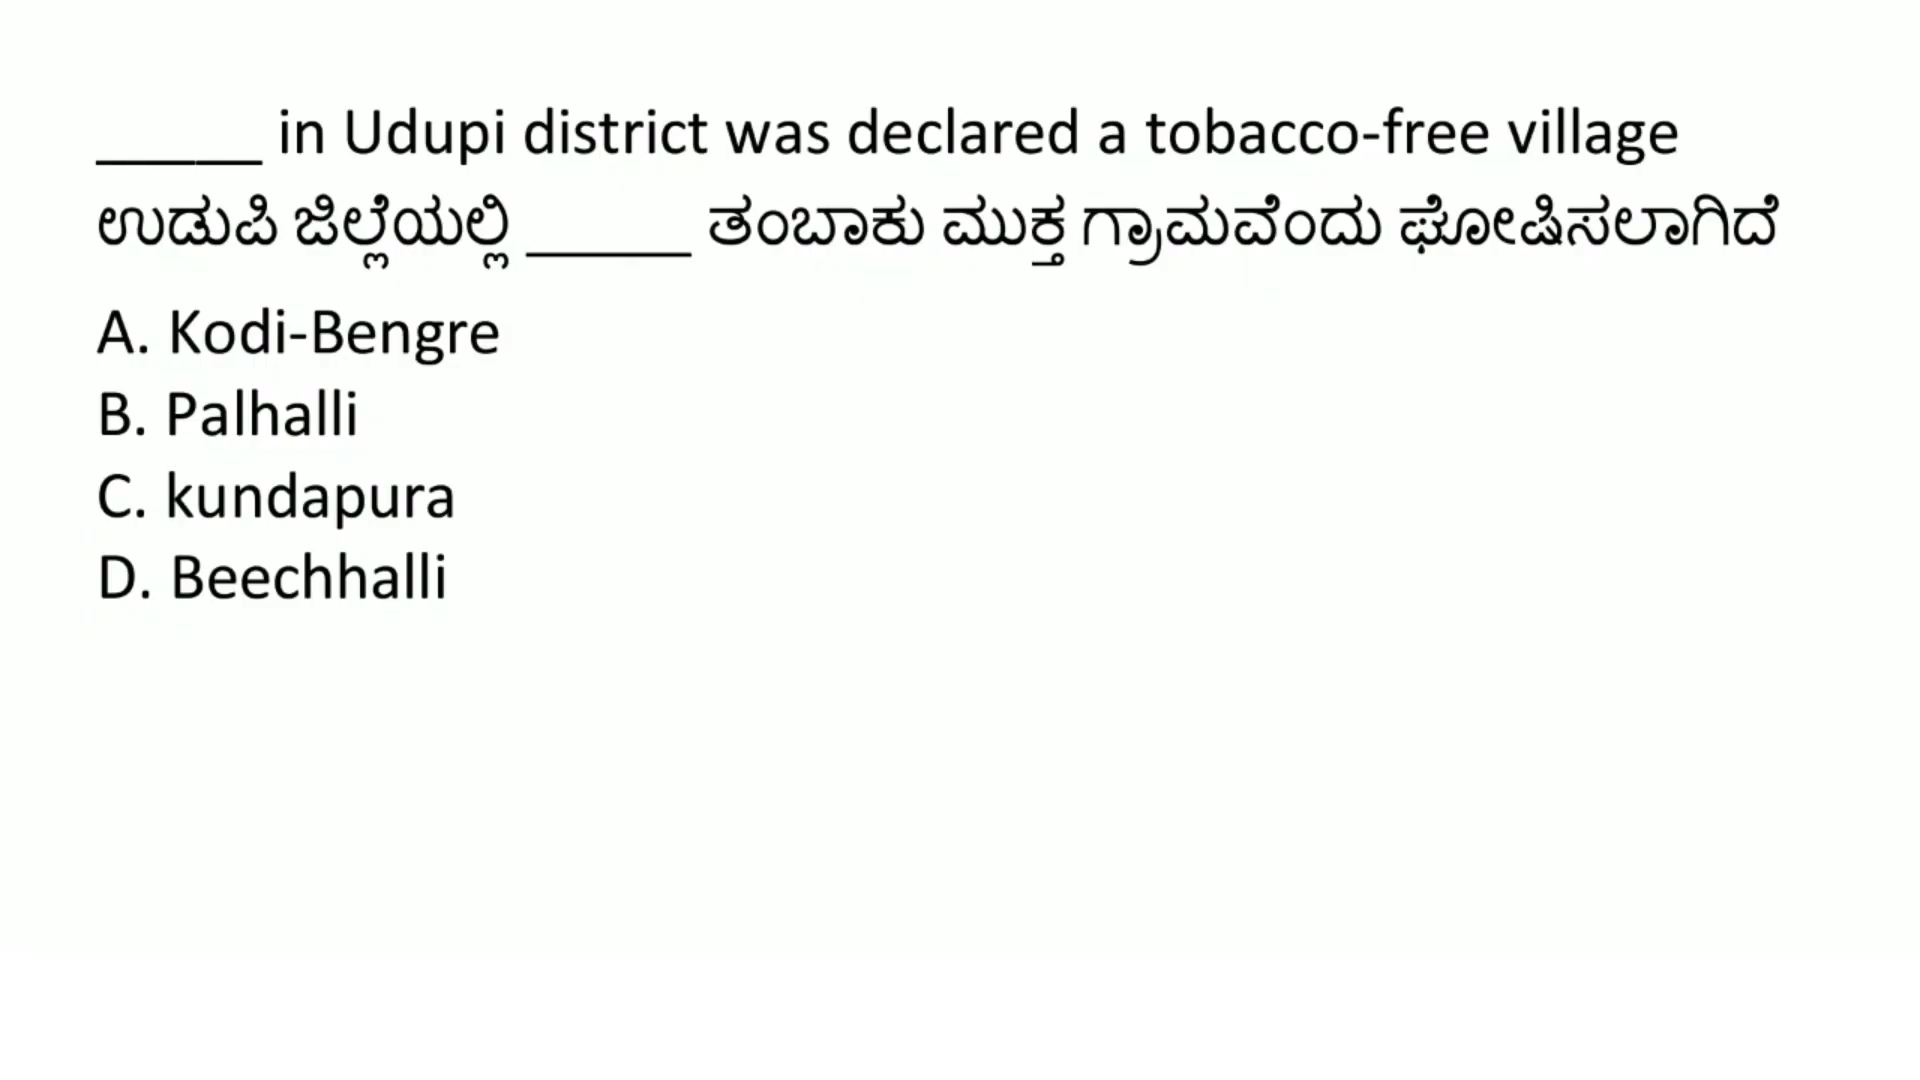 _____ in Udupi district was declared a tobacco-free village
ಉಡುಪಿ ಜಿಲ್ಲೆಯಲ್ಲಿ _____ ತಂಬಾಕು ಮುಕ್ತ ಗ್ರಾಮವೆಂದು ಘೋಷಿಸಲಾಗಿದೆ
A. Kodi-Bengre
B. Palhalli
C. kundapura
D. Beechhalli